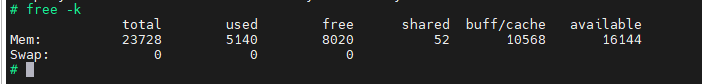 # free -k
total used free shared buff/cache available
Mem: 23728 5140 8020 52 10568 16144
Swap: 0 0 0
#